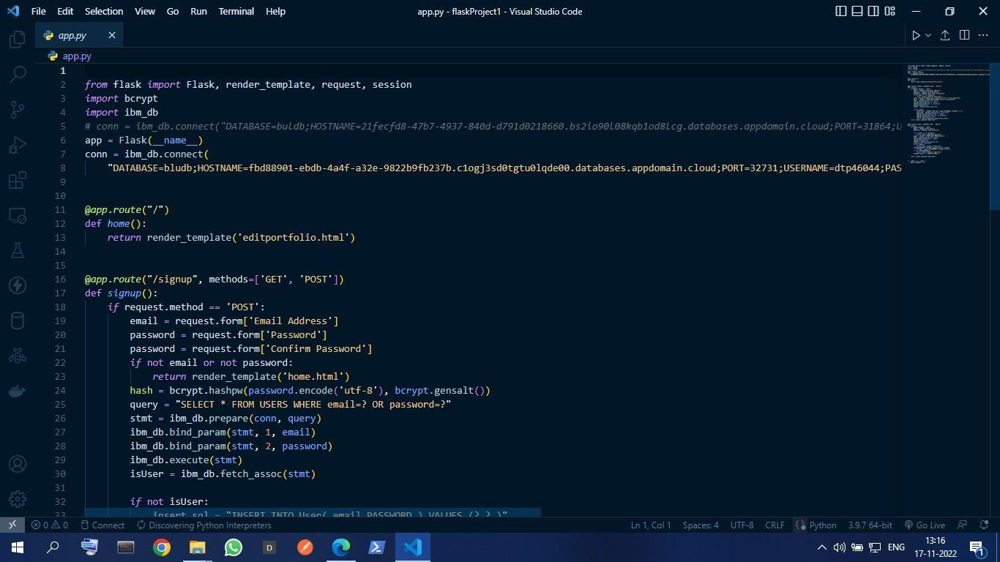 File Edit Selection View Go Run Terminal Help app.py - flaskProject1 - Visual Studio Code
app.py
app.py
1
2 from flask import Flask, render_template, request, session
3 import bcrypt
4 import ibm_db
5 # conn = ibm_db.connect("DATABASE=buldb;HOSTNAME=21fecfd8-47b7-4937-840d-d791d0218660.bs2io90l08kqb1od8lcg.databases.appdomain.cloud;PORT=31864;U
6 app = Flask(__name__)
7 conn = ibm_db.connect(
8 "DATABASE=bludb;HOSTNAME=fbd88901-ebdb-4a4f-a32e-9822b9fb237b.c1ogj3sd0tgtu0lqde00.databases.appdomain.cloud;PORT=32731;USERNAME=dtp46044;PAS
9
10
11 @app.route("/")
12 def home():
13 return render_template('editportfolio.html')
14
15
16 @app.route("/signup", methods=['GET', 'POST'])
17 def signup():
18 if request.method == 'POST':
19 email = request.form['Email Address']
20 password = request.form['Password']
21 password = request.form['Confirm Password']
22 if not email or not password:
23 return render_template('home.html')
24 hash = bcrypt.hashpw(password.encode('utf-8'), bcrypt.gensalt())
25 query = "SELECT * FROM USERS WHERE email=? OR password=?"
26 stmt = ibm_db.prepare(conn, query)
27 ibm_db.bind_param(stmt, 1, email)
28 ibm_db.bind_param(stmt, 2, password)
29 ibm_db.execute(stmt)
30 isUser = ibm_db.fetch_assoc(stmt)
31
32 if not isUser:
33 insert_sql = "INSERT INTO User( email,PASSWORD ) VALUES (?,?,)"
0 0 Connect Discovering Python Interpreters Ln 1, Col 1 Spaces: 4 UTF-8 CRLF Python 3.9.7 64-bit Go Live
D ENG 13:16
17-11-2022 1